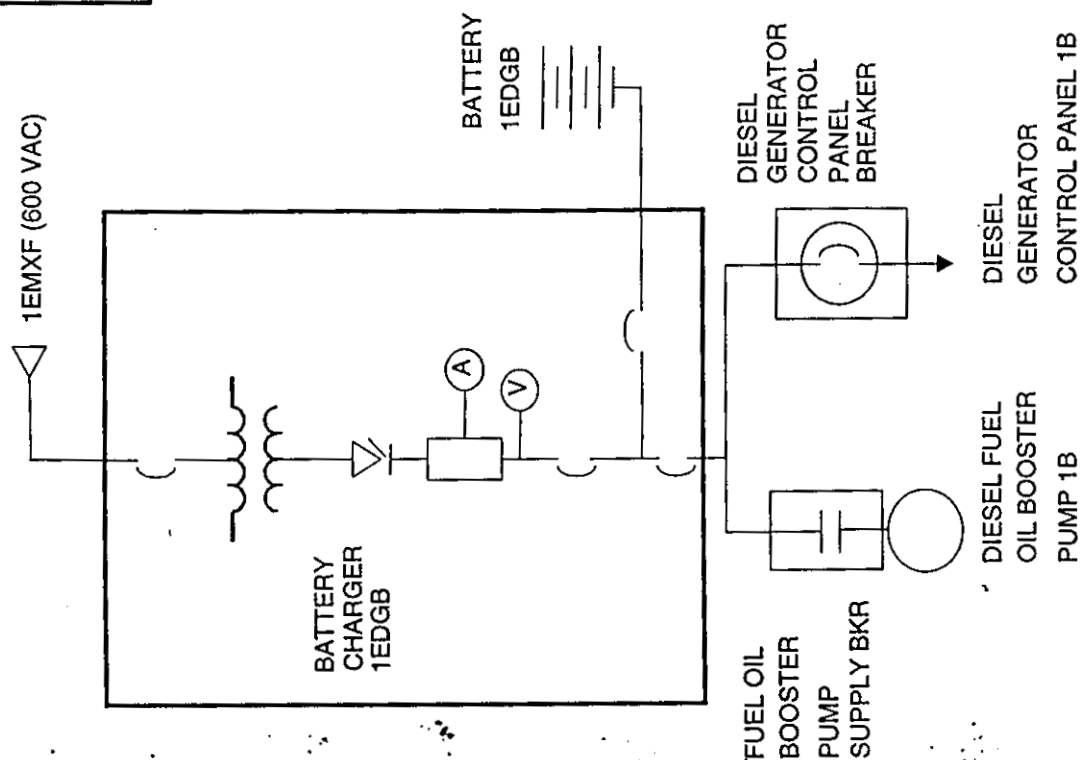 1EMXF (600 VAC)
BATTERY
1EDGB
A
V
BATTERY
CHARGER
1EDGB
DIESEL
GENERATOR
CONTROL
PANEL
BREAKER
FUEL OIL
BOOSTER
PUMP
SUPPLY BKR
DIESEL FUEL
OIL BOOSTER
PUMP 1B
DIESEL
GENERATOR
CONTROL PANEL 1B